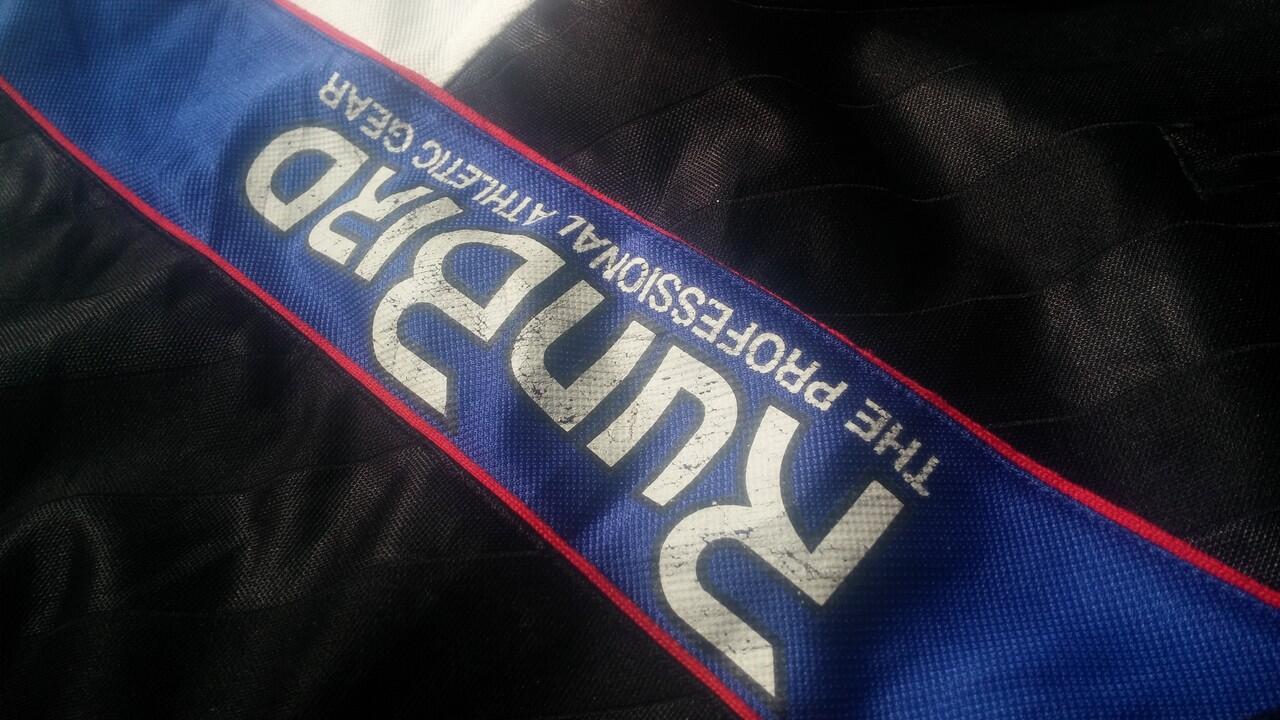 THE PROFESSIONAL ATHLETIC GEAR
RUNBIRD